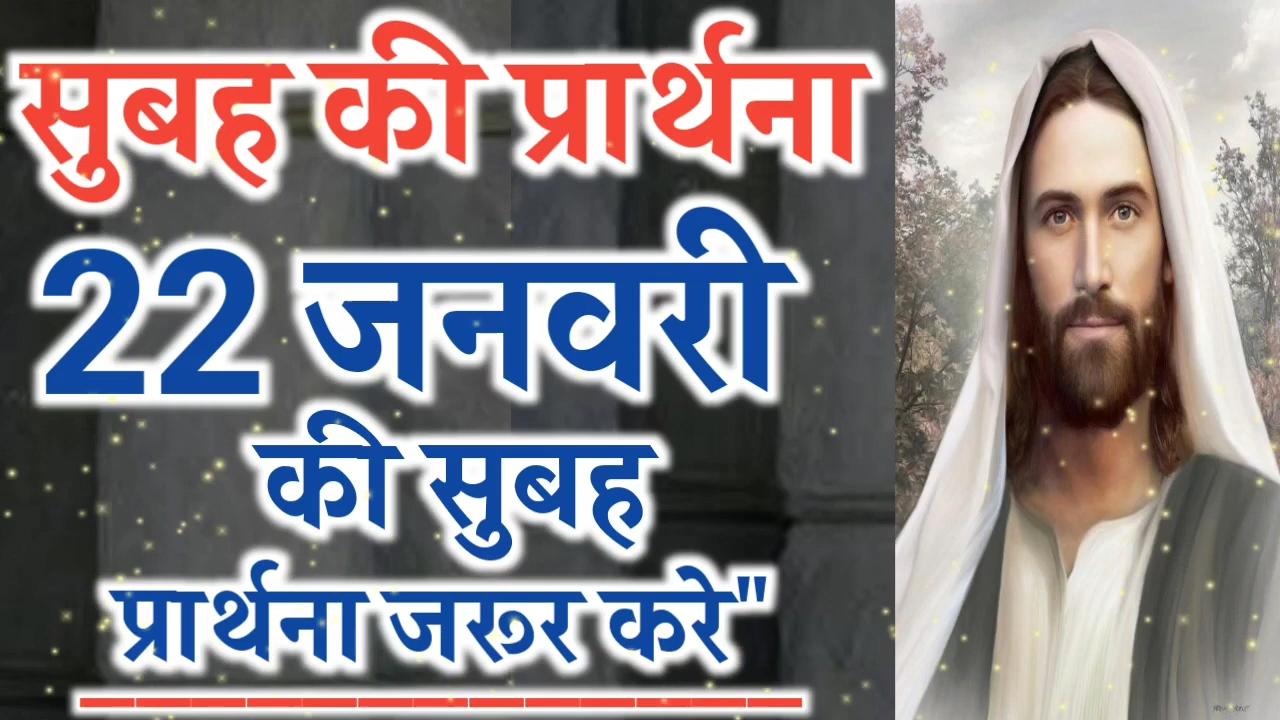 सुबह की प्रार्थना
22 जनवरी
की सुबह
प्रार्थना जरूर करे"